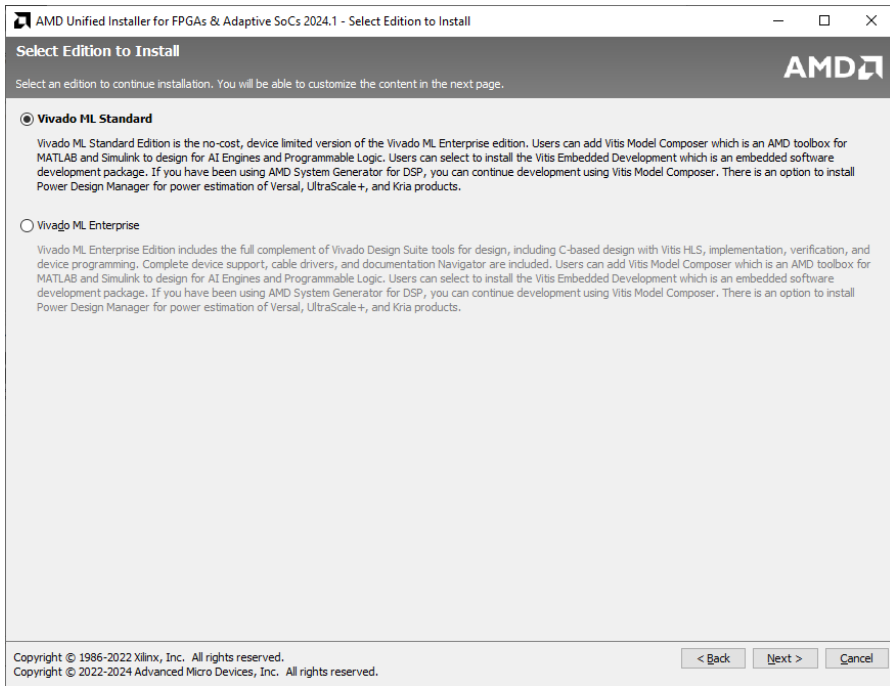 AMD Unified Installer for FPGAs & Adaptive SoCs 2024.1 - Select Edition to Install
Select Edition to Install
AMD
Select an edition to continue installation. You will be able to customize the content in the next page.
Vivado ML Standard
Vivado ML Standard Edition is the no-cost, device limited version of the Vivado ML Enterprise edition. Users can add Vitis Model Composer which is an AMD toolbox for
MATLAB and Simulink to design for AI Engines and Programmable Logic. Users can select to install the Vitis Embedded Development which is an embedded software
development package. If you have been using AMD System Generator for DSP, you can continue development using Vitis Model Composer. There is an option to install
Power Design Manager for power estimation of Versal, UltraScale+, and Kria products.
Vivado ML Enterprise
Vivado ML Enterprise Edition includes the full complement of Vivado Design Suite tools for design, including C-based design with Vitis HLS, implementation, verification, and
device programming. Complete device support, cable drivers, and documentation Navigator are included. Users can add Vitis Model Composer which is an AMD toolbox for
MATLAB and Simulink to design for AI Engines and Programmable Logic. Users can select to install the Vitis Embedded Development which is an embedded software
development package. If you have been using AMD System Generator for DSP, you can continue development using Vitis Model Composer. There is an option to install
Power Design Manager for power estimation of Versal, UltraScale+, and Kria products.
Copyright © 1986-2022 Xilinx, Inc. All rights reserved.
Copyright © 2022-2024 Advanced Micro Devices, Inc. All rights reserved.
< Back Next > Cancel